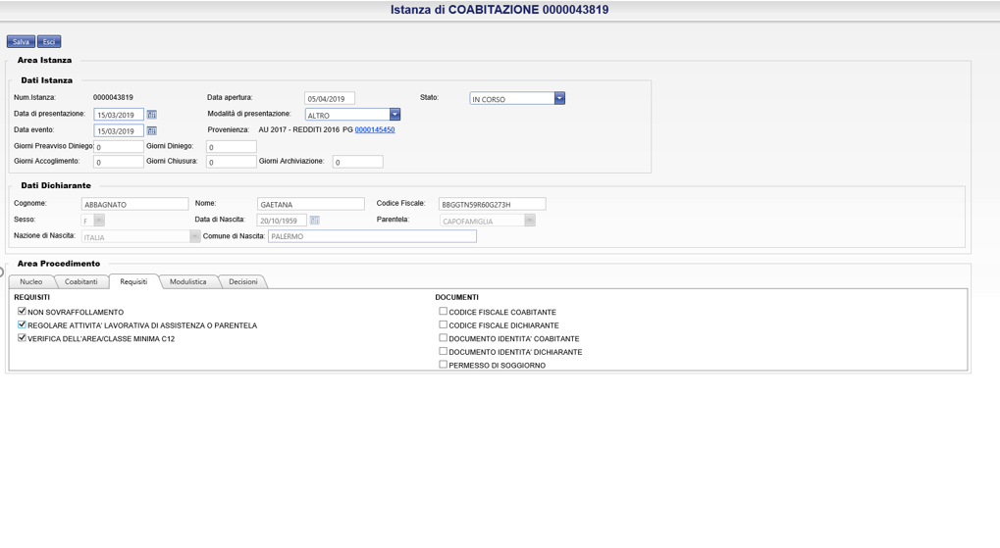 Istanza di COABITAZIONE 0000043819
Salva Esci
Area Istanza
Dati Istanza
Num.Istanza: 0000043819 Data apertura: 05/04/2019 Stato: IN CORSO
Data di presentazione: 15/03/2019 Modalità di presentazione: ALTRO
Data evento: 15/03/2019 Provenienza: AU 2017 - REDDITI 2016 PG 0000145450
Giorni Preavviso Diniego: 0 Giorni Diniego: 0
Giorni Accoglimento: 0 Giorni Chiusura: 0 Giorni Archiviazione: 0
Dati Dichiarante
Cognome: ABBAGNATO Nome: GAETANA Codice Fiscale: BBGGTN59R60G273H
Sesso: F Data di Nascita: 20/10/1959 Parentela: CAPOFAMIGLIA
Nazione di Nascita: ITALIA Comune di Nascita: PALERMO
Area Procedimento
Nucleo Coabitanti Requisiti Modulistica Decisioni
REQUISITI DOCUMENTI
NON SOVRAFFOLLAMENTO CODICE FISCALE COABITANTE
REGOLARE ATTIVITA' LAVORATIVA DI ASSISTENZA O PARENTELA CODICE FISCALE DICHIARANTE
VERIFICA DELL'AREA/CLASSE MINIMA C12 DOCUMENTO IDENTITA' COABITANTE
DOCUMENTO IDENTITA' DICHIARANTE
PERMESSO DI SOGGIORNO